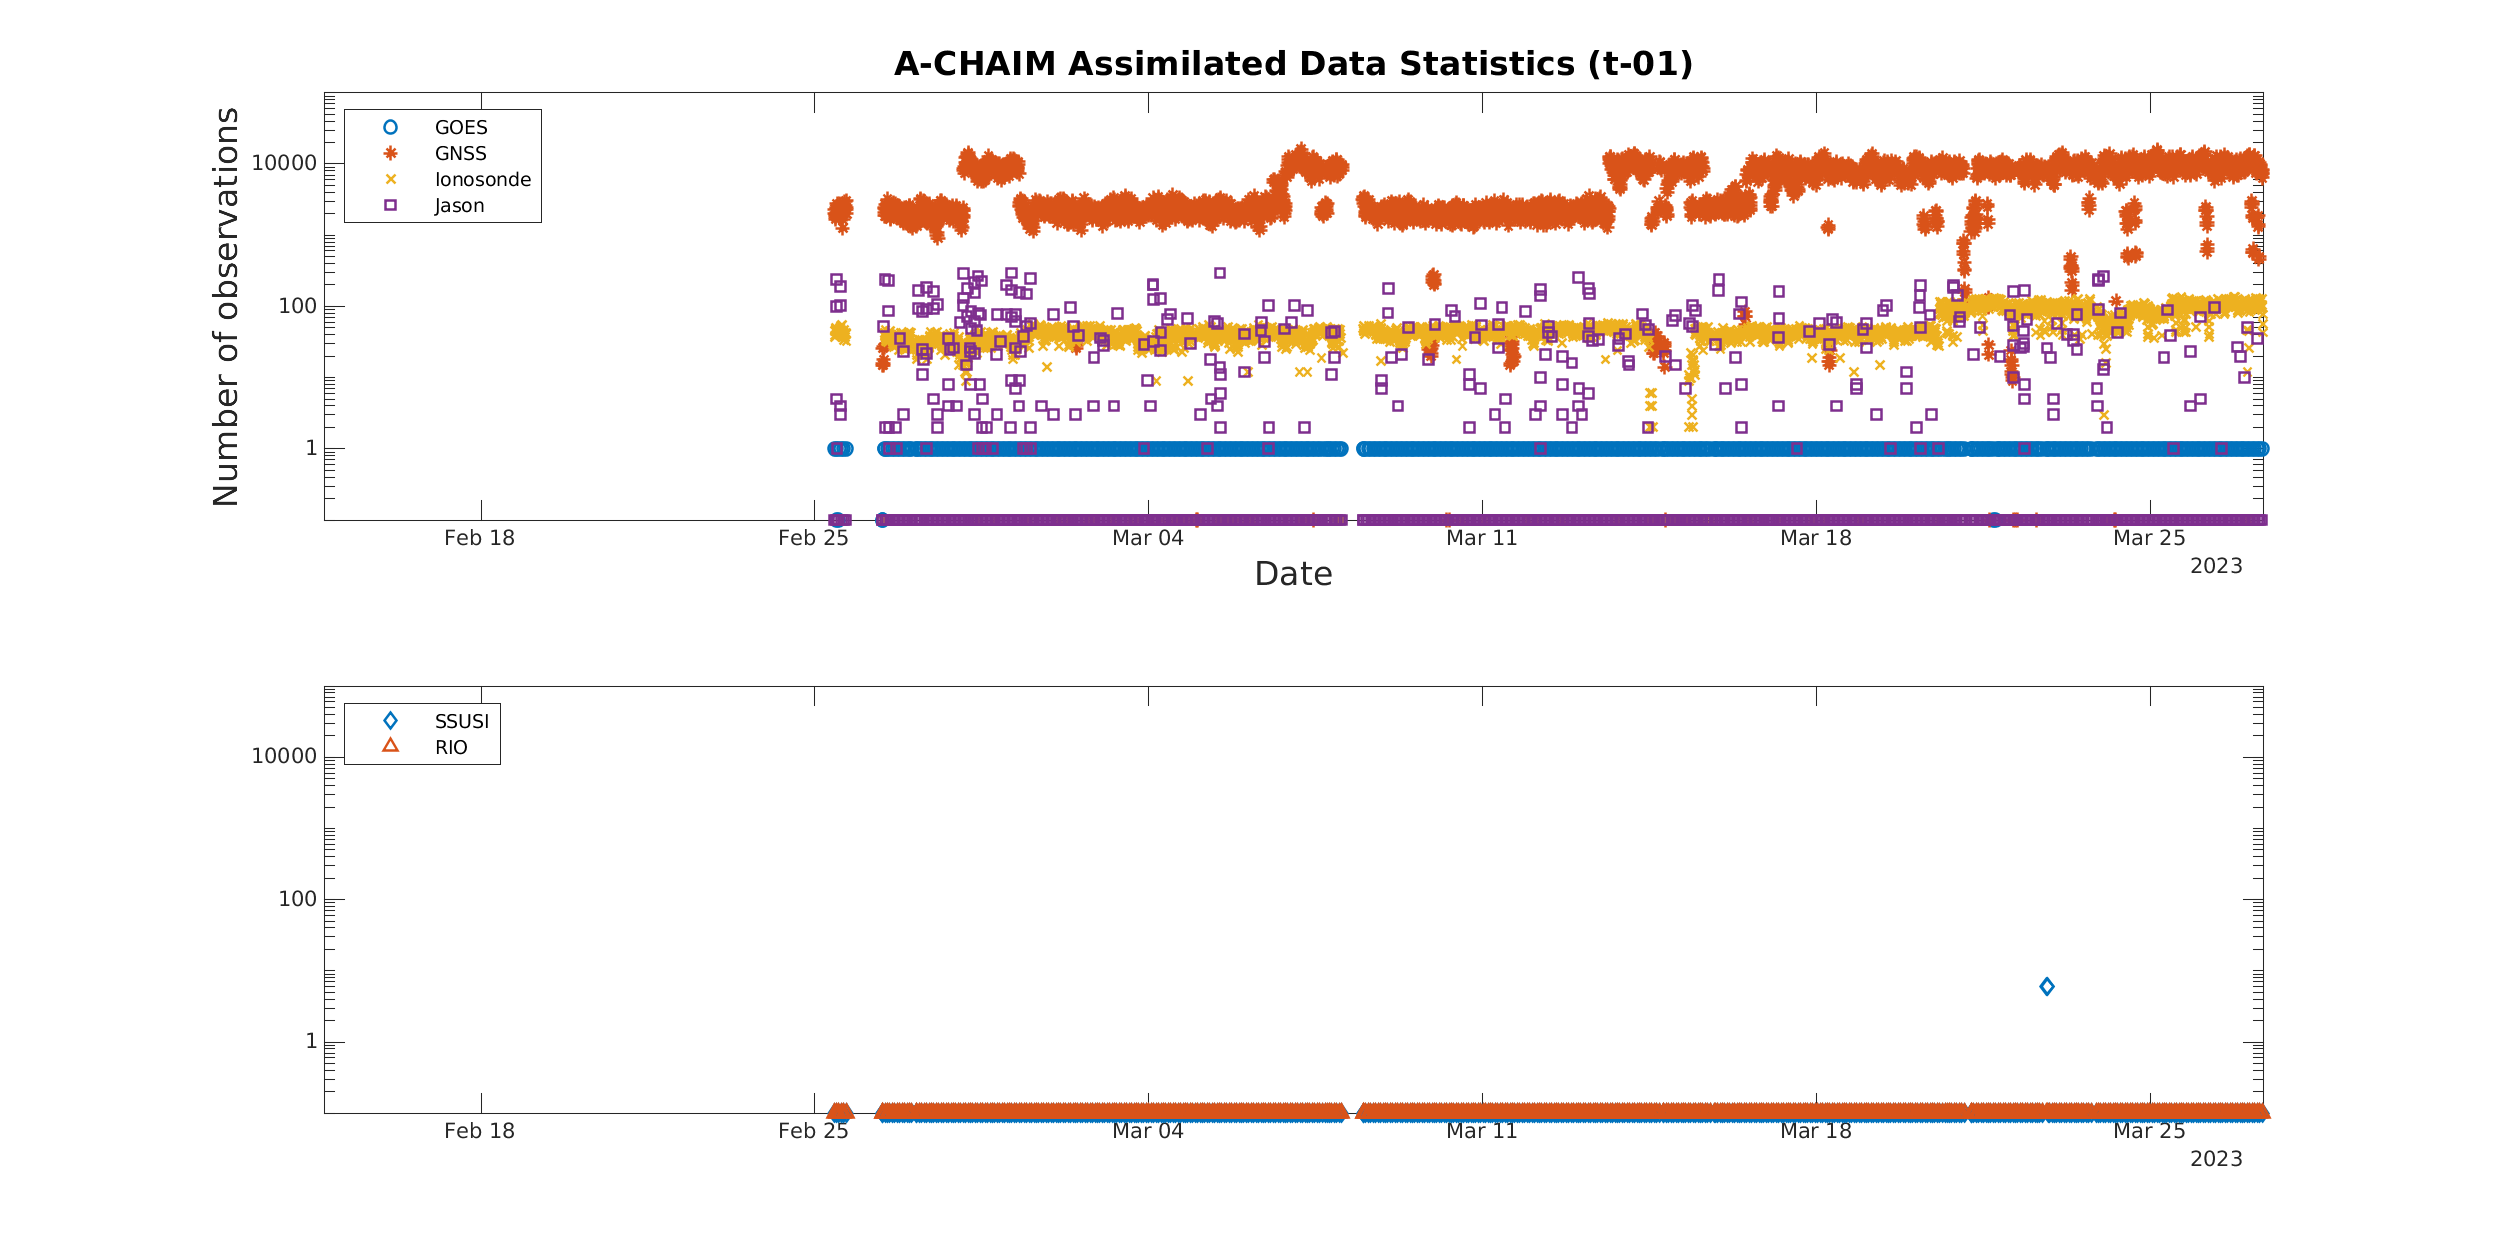 A-CHAIM Assimilated Data Statistics (t-01)
Number of observations
10000
100
1
GOES
GNSS
Ionosonde
Jason
Feb 18
Feb 25
Mar 04
Mar 11
Mar 18
Mar 25
2023
Date
10000
100
1
SSUSI
RIO
Feb 18
Feb 25
Mar 04
Mar 11
Mar 18
Mar 25
2023